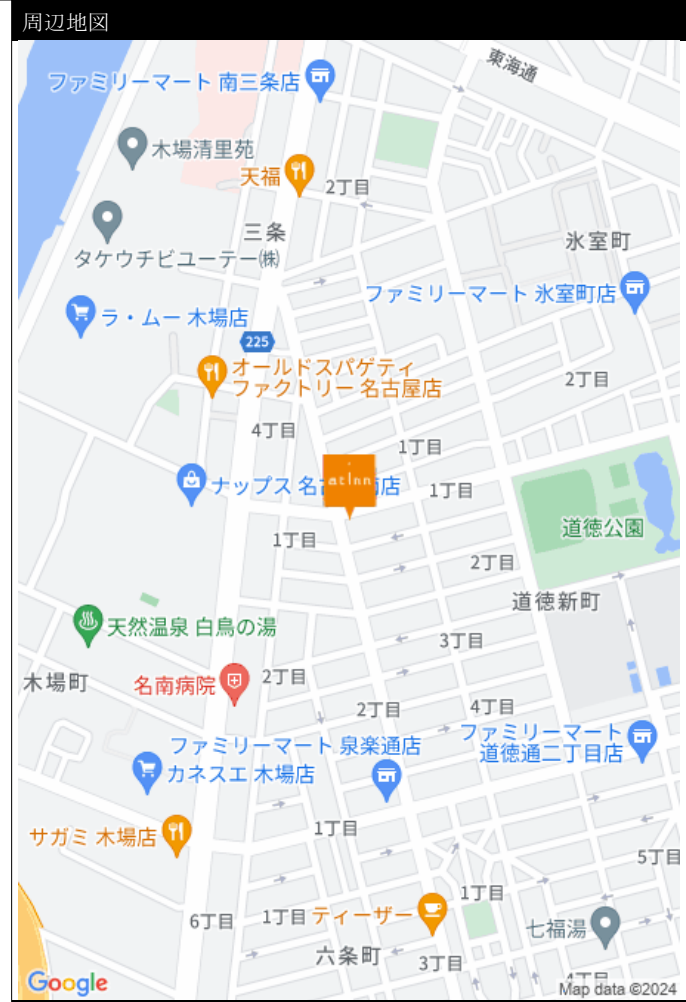 周辺地図
東海通
ファミリーマート 南三条店
木場清里苑
天福
2丁目
三条
氷室町
タケウチビユーテー㈱
ファミリーマート 氷室町店
ラ・ムー 木場店
225
オールドスパゲティ
ファクトリー 名古屋店
2丁目
4丁目
1丁目
at inn
ナップス 名古
店
1丁目
道徳公園
1丁目
2丁目
道徳新町
天然温泉 白鳥の湯
3丁目
木場町
名南病院
2丁目
2丁目
4丁目
ファミリーマート 泉楽通店
ファミリーマート
道徳通二丁目店
カネスエ 木場店
サガミ 木場店
1丁目
5丁目
1丁目
6丁目
1丁目
ティーザー
七福湯
六条町
3丁目
4丁目
Google
Map data ©2024